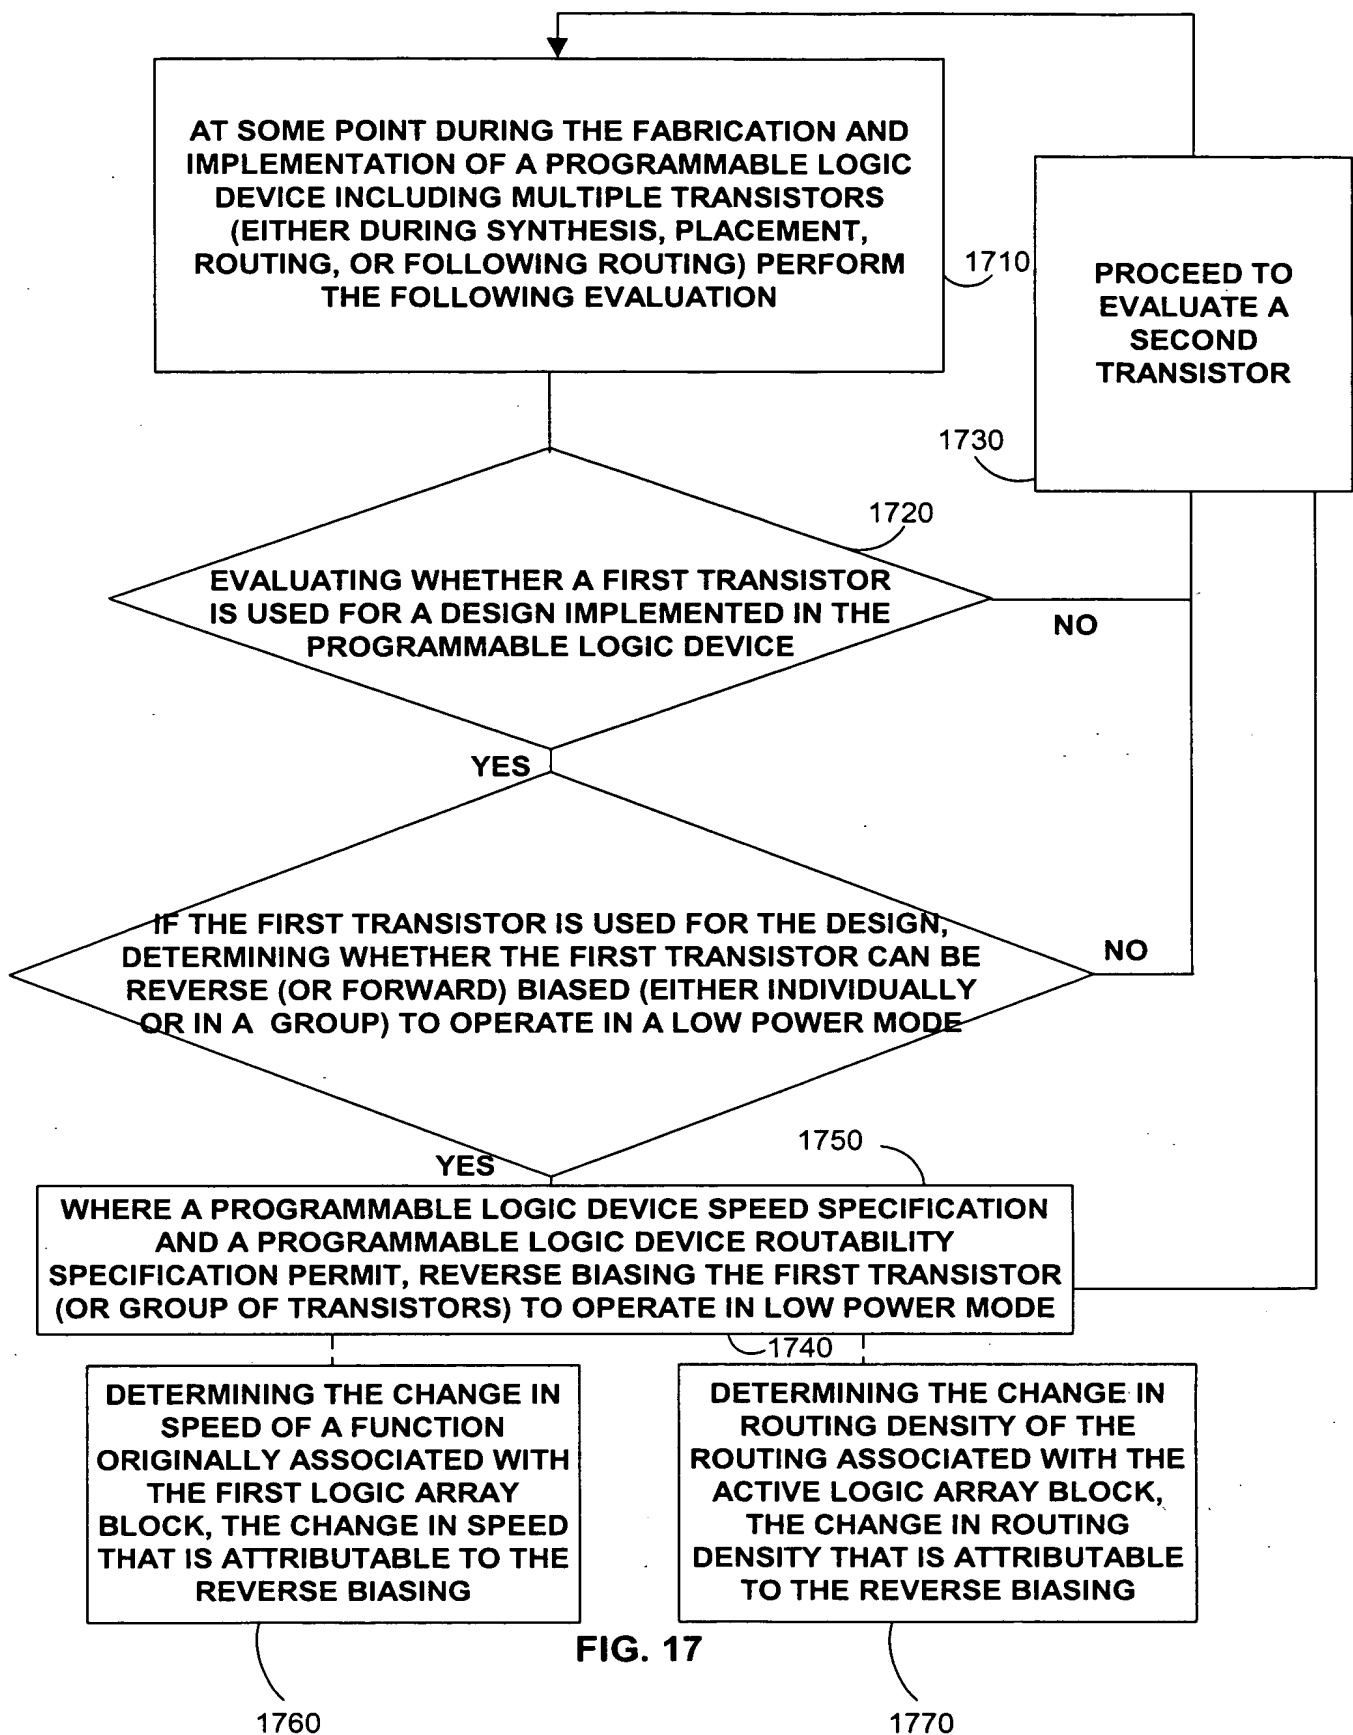 AT SOME POINT DURING THE FABRICATION AND
IMPLEMENTATION OF A PROGRAMMABLE LOGIC
DEVICE INCLUDING MULTIPLE TRANSISTORS
(EITHER DURING SYNTHESIS, PLACEMENT,
ROUTING, OR FOLLOWING ROUTING) PERFORM
THE FOLLOWING EVALUATION
1710
PROCEED TO
EVALUATE A
SECOND
TRANSISTOR
1730
1720
EVALUATING WHETHER A FIRST TRANSISTOR
IS USED FOR A DESIGN IMPLEMENTED IN THE
PROGRAMMABLE LOGIC DEVICE
NO
YES
IF THE FIRST TRANSISTOR IS USED FOR THE DESIGN,
DETERMINING WHETHER THE FIRST TRANSISTOR CAN BE
REVERSE (OR FORWARD) BIASED (EITHER INDIVIDUALLY
OR IN A GROUP) TO OPERATE IN A LOW POWER MODE
NO
YES
1750
WHERE A PROGRAMMABLE LOGIC DEVICE SPEED SPECIFICATION
AND A PROGRAMMABLE LOGIC DEVICE ROUTABILITY
SPECIFICATION PERMIT, REVERSE BIASING THE FIRST TRANSISTOR
(OR GROUP OF TRANSISTORS) TO OPERATE IN LOW POWER MODE
1740
DETERMINING THE CHANGE IN
SPEED OF A FUNCTION
ORIGINALLY ASSOCIATED WITH
THE FIRST LOGIC ARRAY
BLOCK, THE CHANGE IN SPEED
THAT IS ATTRIBUTABLE TO THE
REVERSE BIASING
DETERMINING THE CHANGE IN
ROUTING DENSITY OF THE
ROUTING ASSOCIATED WITH THE
ACTIVE LOGIC ARRAY BLOCK,
THE CHANGE IN ROUTING
DENSITY THAT IS ATTRIBUTABLE
TO THE REVERSE BIASING
FIG. 17
1760
1770